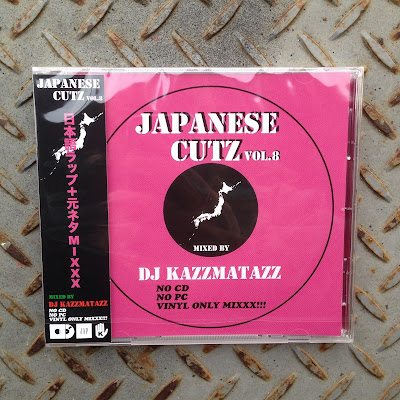 JAPANESE
CUTZ VOL.8
日本語ラップ+元ネタMIXXX
MIXED BY
DJ KAZZMATAZZ
NO CD
NO PC
VINYL ONLY MIXXX!!!
JAPANESE
CUTZ VOL.8
MIXED BY
DJ KAZZMATAZZ
NO CD
NO PC
VINYL ONLY MIXXX!!!